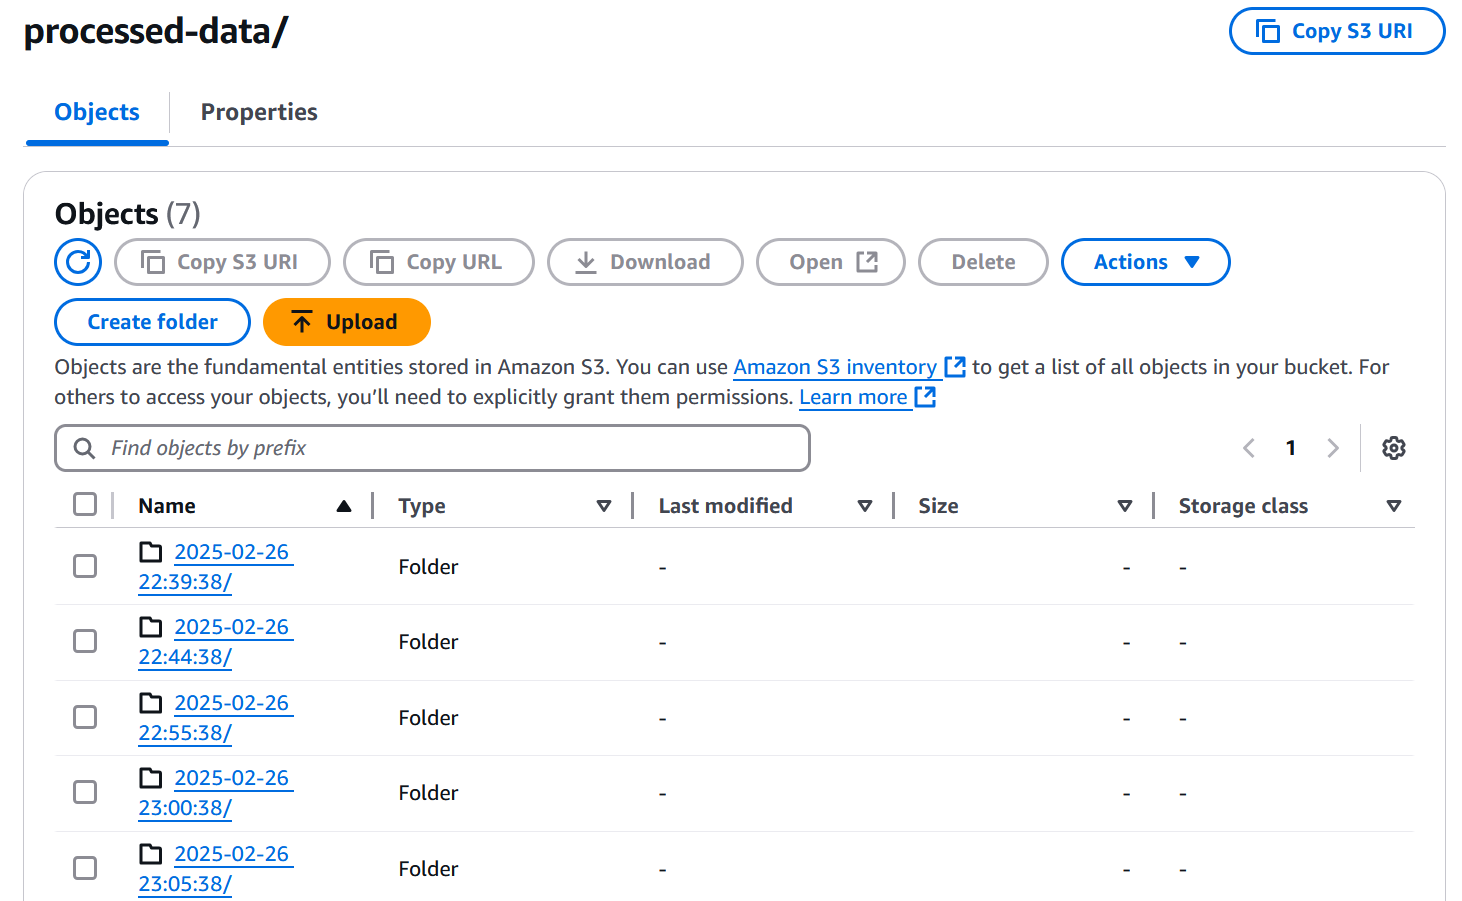 processed-data/
Copy S3 URI
Objects
Properties
Objects (7)
Copy S3 URI
Copy URL
Download
Open
Delete
Actions
Create folder
Upload
Objects are the fundamental entities stored in Amazon S3. You can use Amazon S3 inventory to get a list of all objects in your bucket. For
others to access your objects, you’ll need to explicitly grant them permissions. Learn more
Find objects by prefix
1
Name
Type
Last modified
Size
Storage class
2025-02-26
22:39:38/
Folder
-
-
-
2025-02-26
22:44:38/
Folder
-
-
-
2025-02-26
22:55:38/
Folder
-
-
-
2025-02-26
23:00:38/
Folder
-
-
-
2025-02-26
23:05:38/
Folder
-
-
-